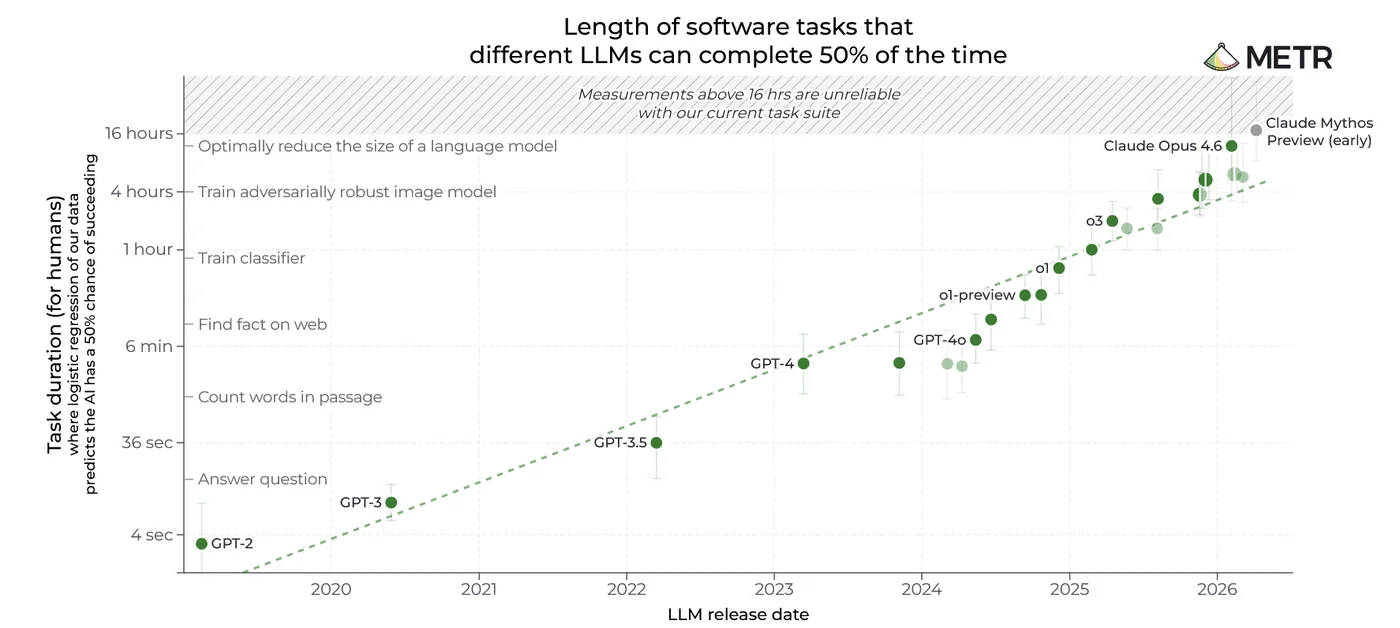 Length of software tasks that
different LLMs can complete 50% of the time
METR
Measurements above 16 hrs are unreliable
with our current task suite
Task duration (for humans)
where logistic regression of our data
predicts the AI has a 50% chance of succeeding
16 hours
4 hours
1 hour
6 min
36 sec
4 sec
Optimally reduce the size of a language model
Train adversarially robust image model
Train classifier
Find fact on web
Count words in passage
Answer question
GPT-2
GPT-3
GPT-3.5
GPT-4
GPT-4o
o1-preview
o1
o3
Claude Opus 4.6
Claude Mythos
Preview (early)
2020
2021
2022
2023
2024
2025
2026
LLM release date